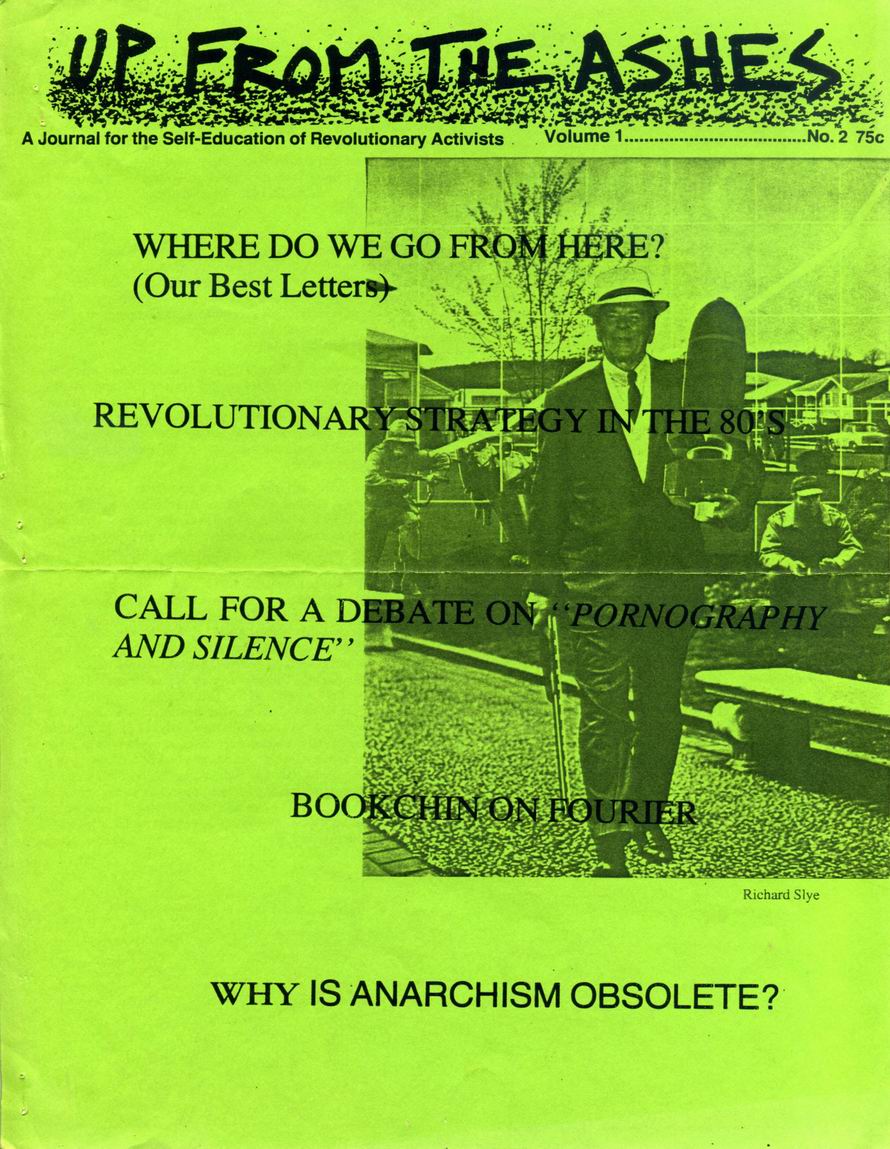 UP FROM THE ASHES
A Journal for the Self-Education of Revolutionary Activists Volume 1..................................No. 2 75c
WHERE DO WE GO FROM HERE?
(Our Best Letters)
REVOLUTIONARY STRATEGY IN THE 80'S
CALL FOR A DEBATE ON "PORNOGRAPHY
AND SILENCE"
BOOKCHIN ON FOURIER
Richard Slye
WHY IS ANARCHISM OBSOLETE?